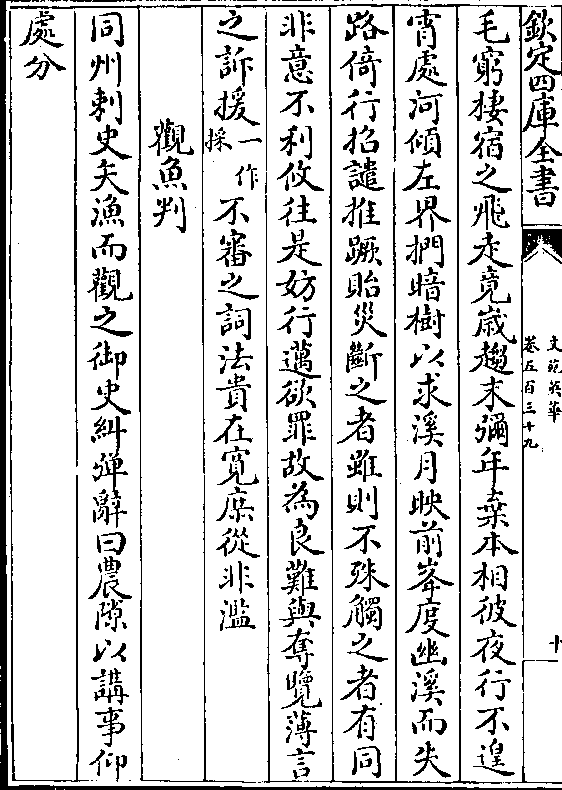 欽定四庫全書
文苑英華
卷五百三十九
十
毛窮棲宿之飛走竟歳趨末彌年棄本相彼夜行不遑
宵處河傾左界捫暗樹以求溪月映前峯度幽溪而失
路倚行招譴推蹶貽災斷之者雖則不殊觸之者有同
非意不利攸往是妨行邁欲罪故為良難與奪覽薄言
之訴援一作採不審之詞法貴在寛庶從非濫
觀魚判
同州刺史矢漁而觀之御史糾彈辭曰農隙以講事仰
處分